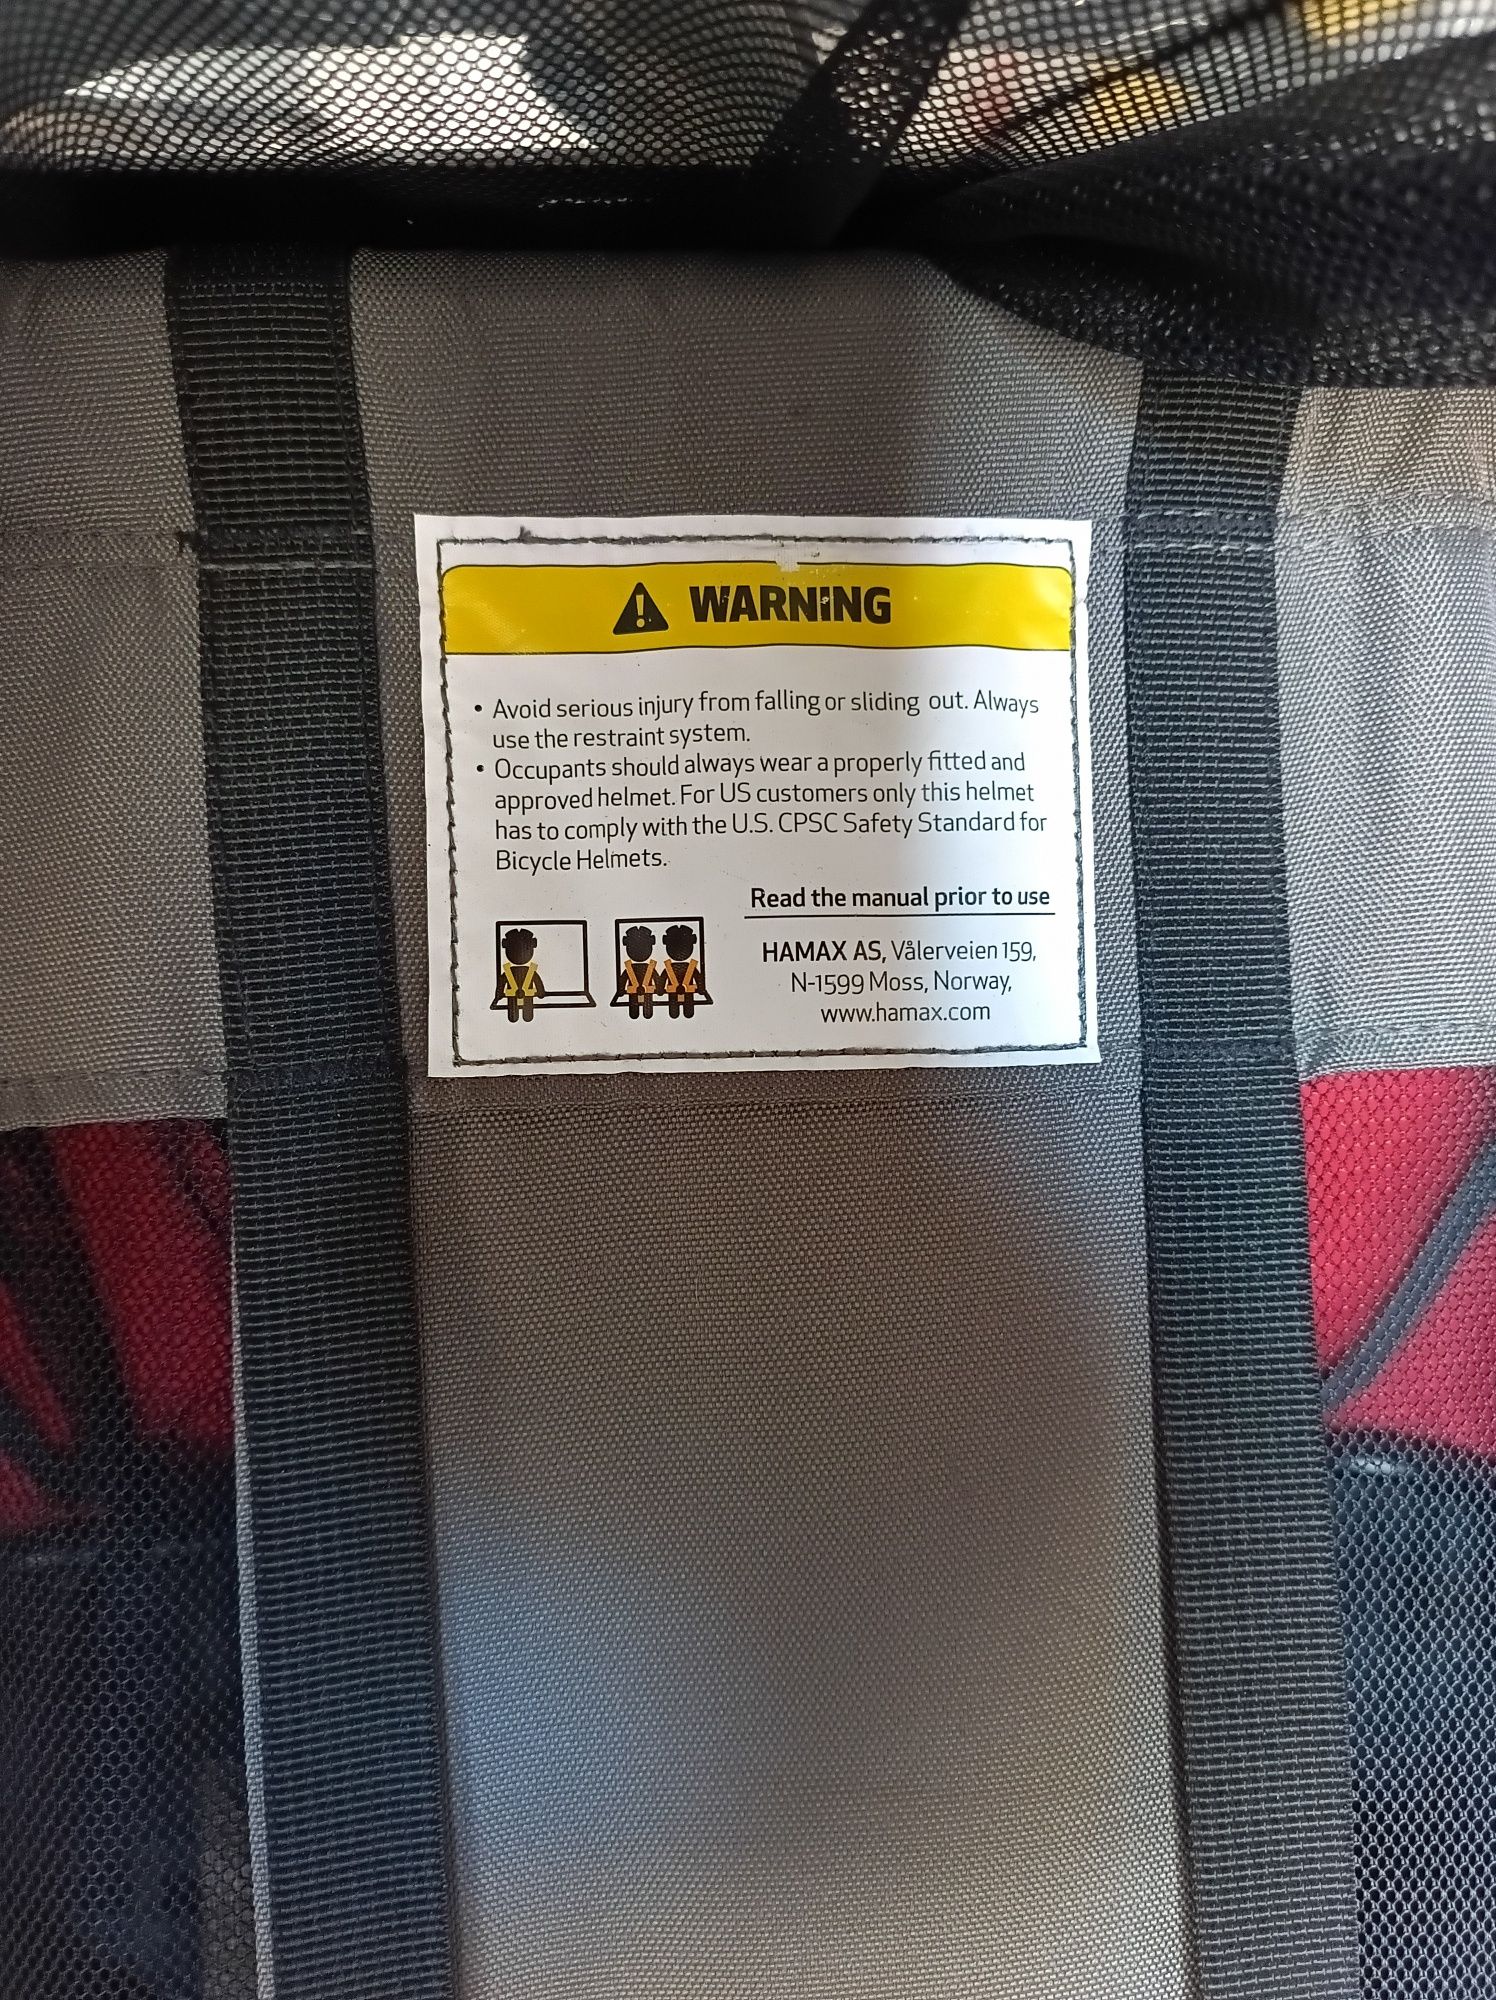 WARNING
• Avoid serious injury from falling or sliding out. Always
use the restraint system.
• Occupants should always wear a properly fitted and
approved helmet. For US customers only this helmet
has to comply with the U.S. CPSC Safety Standard for
Bicycle Helmets.
Read the manual prior to use
HAMAX AS, Vålerveien 159,
N-1599 Moss, Norway,
www.hamax.com